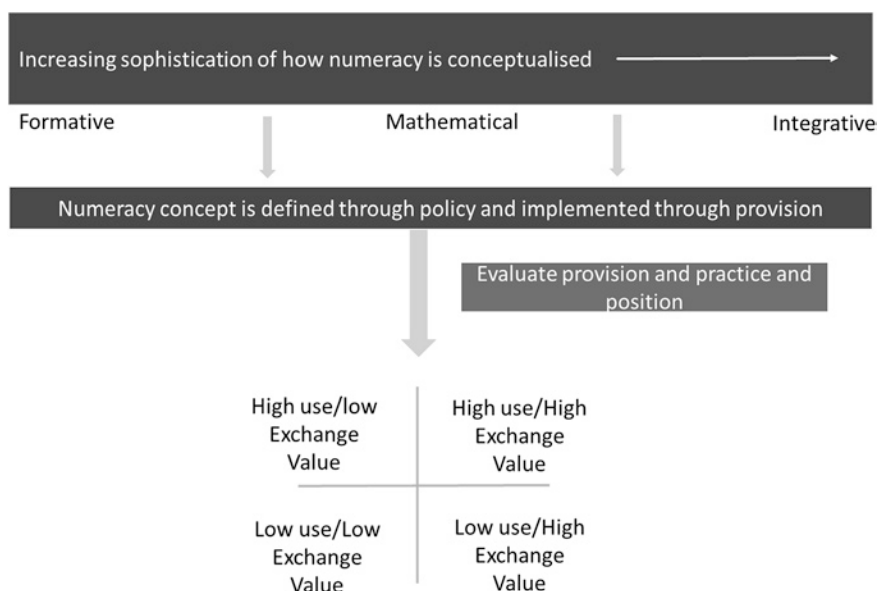 Increasing sophistication of how numeracy is conceptualised
Formative Mathematical Integrative
Numeracy concept is defined through policy and implemented through provision
Evaluate provision and practice and
position
High use/low
Exchange
Value
High use/High
Exchange
Value
Low use/Low
Exchange
Value
Low use/High
Exchange
Value